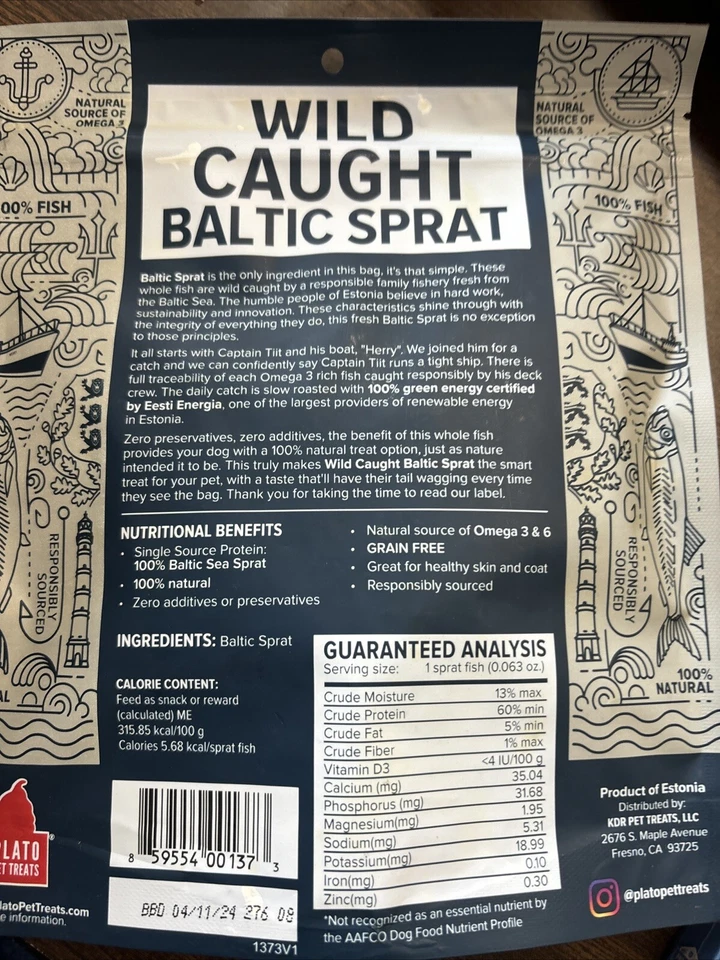 NATURAL
SOURCE OF
OMEGA 3
00% FISH
RESPONSIBLY
SOURCED
AL
WILD
CAUGHT
BALTIC SPRAT
Baltic Sprat is the only ingredient in this bag, it's that simple. These
whole fish are wild caught by a responsible family fishery fresh from
the Baltic Sea. The humble people of Estonia believe in hard work,
sustainability and innovation. These characteristics shine through with
the integrity of everything they do, this fresh Baltic Sprat is no exception
to those principles.
It all starts with Captain Tiit and his boat, "Herry". We joined him for a
catch and we can confidently say Captain Tiit runs a tight ship. There is
full traceability of each Omega 3 rich fish caught responsibly by his deck
crew. The daily catch is slow roasted with 100% green energy certified
by Eesti Energia, one of the largest providers of renewable energy
in Estonia.
Zero preservatives, zero additives, the benefit of this whole fish
provides your dog with a 100% natural treat option, just as nature
intended it to be. This truly makes Wild Caught Baltic Sprat the smart
treat for your pet, with a taste that'll have their tail wagging every time
they see the bag. Thank you for taking the time to read our label.
NUTRITIONAL BENEFITS
• Single Source Protein:
100% Baltic Sea Sprat
• 100% natural
• Zero additives or preservatives
• Natural source of Omega 3 & 6
• GRAIN FREE
• Great for healthy skin and coat
• Responsibly sourced
INGREDIENTS: Baltic Sprat
CALORIE CONTENT:
Feed as snack or reward
(calculated) ME
315.85 kcal/100 g
Calories 5.68 kcal/sprat fish
GUARANTEED ANALYSIS
Serving size: 1 sprat fish (0.063 oz.)
Crude Moisture 13% max
Crude Protein 60% min
Crude Fat 5% min
Crude Fiber 1% max
Vitamin D3 <4 IU/100 g
Calcium (mg) 35.04
Phosphorus (mg) 31.68
Magnesium(mg) 1.95
Sodium(mg) 5.31
Potassium(mg) 18.99
Iron(mg) 0.10
Zinc(mg) 0.30
*Not recognized as an essential nutrient by
the AAFCO Dog Food Nutrient Profile
8 59554 00137 3
BBD 04/11/24 276 08
1373V1
PLATO
ET TREATS
latoPetTreats.com
e information.
NATURAL
SOURCE OF
OMEGA 3
100% FISH
RESPONSIBLY
SOURCED
100%
NATURAL
Product of Estonia
Distributed by:
KDR PET TREATS, LLC
2676 S. Maple Avenue
Fresno, CA 93725
@platopettreats